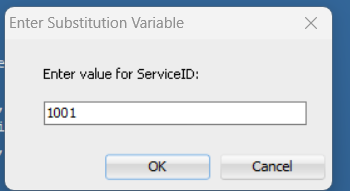 Enter Substitution Variable
Enter value for ServiceID:
1001
OK
Cancel